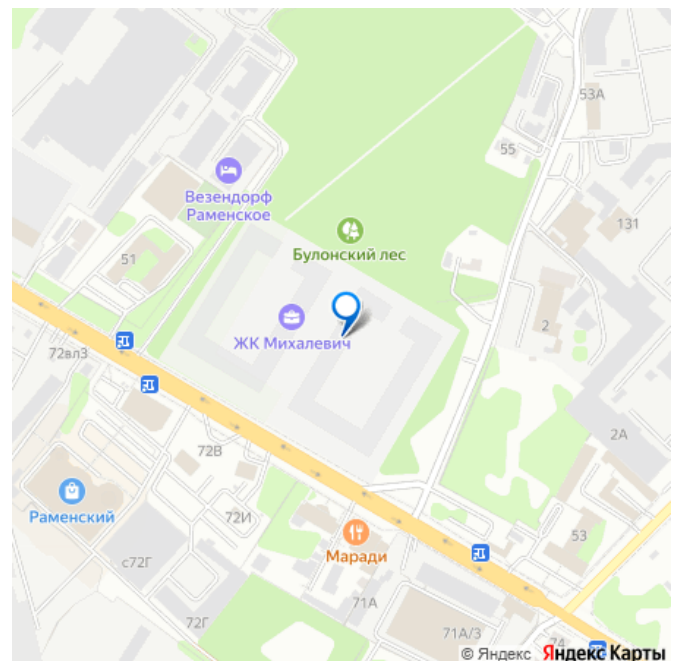 53А
55
Везендорф
Раменское
131
Булонский лес
51
2
ЖК Михалевич
72вл3
2А
72В
Раменский
72И
53
Маради
с72Г
71А
72Г
71А/3
74
© Яндекс Яндекс Карты